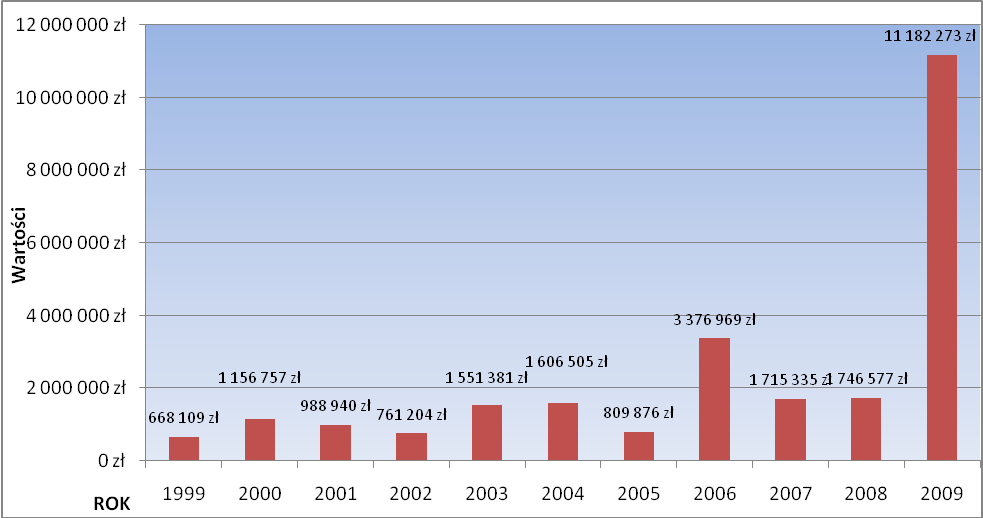 12 000 000 zł
10 000 000 zł
8 000 000 zł
6 000 000 zł
4 000 000 zł
2 000 000 zł
0 zł
Wartości
668 109 zł
1 156 757 zł
988 940 zł
761 204 zł
1 551 381 zł
1 606 505 zł
809 876 zł
3 376 969 zł
1 715 335 zł
1 746 577 zł
11 182 273 zł
1999 2000 2001 2002 2003 2004 2005 2006 2007 2008 2009
ROK